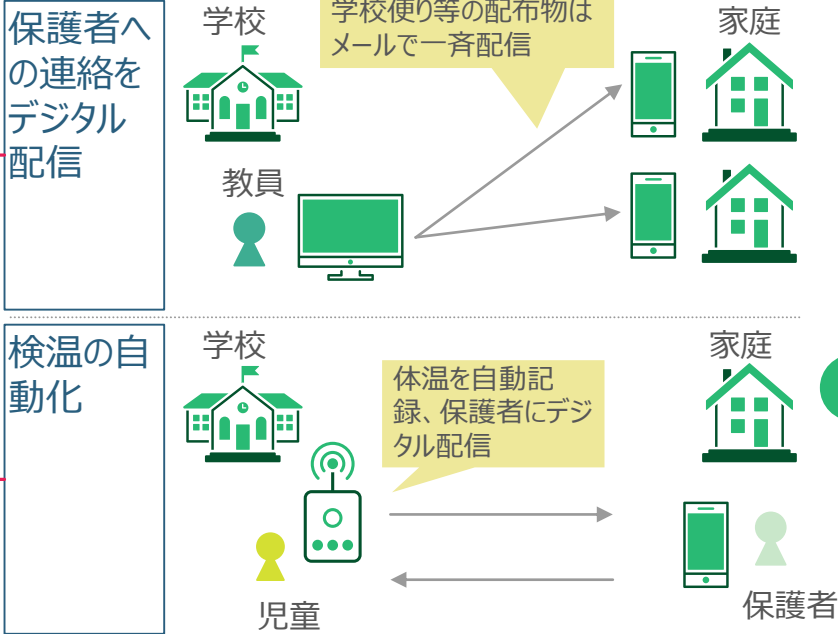 保護者へ
の連絡を
デジタル
配信
学校
学校便り等の配布物は
メールで一斉配信
家庭
教員
検温の自
動化
学校
体温を自動記
録、保護者にデジ
タル配信
家庭
児童
保護者